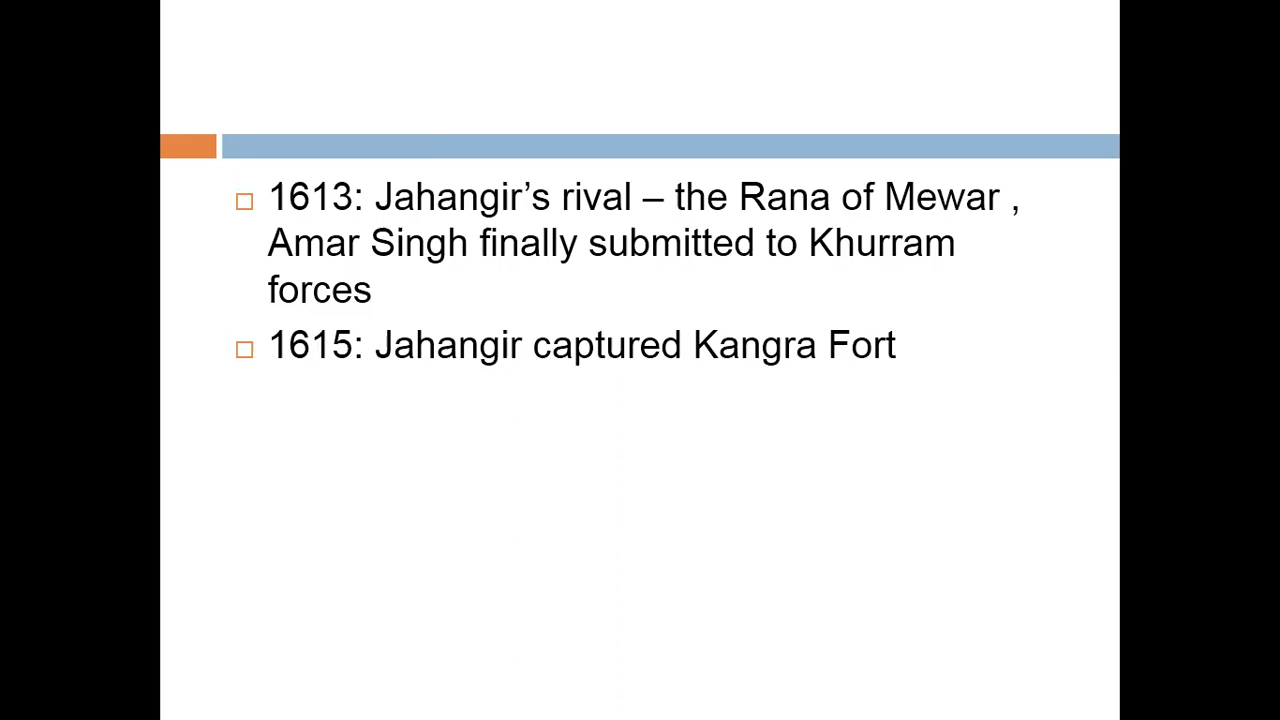 1613: Jahangir’s rival – the Rana of Mewar ,
Amar Singh finally submitted to Khurram
forces
1615: Jahangir captured Kangra Fort